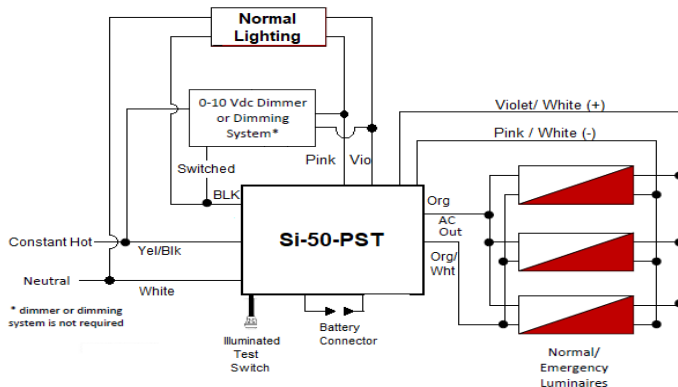 Normal
Lighting
0-10 Vdc Dimmer
or Dimming
System*
Violet/ White (+)
Pink / White (-)
Switched
Pink
Vio
BLK
Si-50-PST
Org
AC
Out
Org/
Wht
Constant Hot
Yel/Blk
Neutral
White
* dimmer or dimming
system is not required
Illuminated
Test
Switch
Battery
Connector
Normal/
Emergency
Luminaires